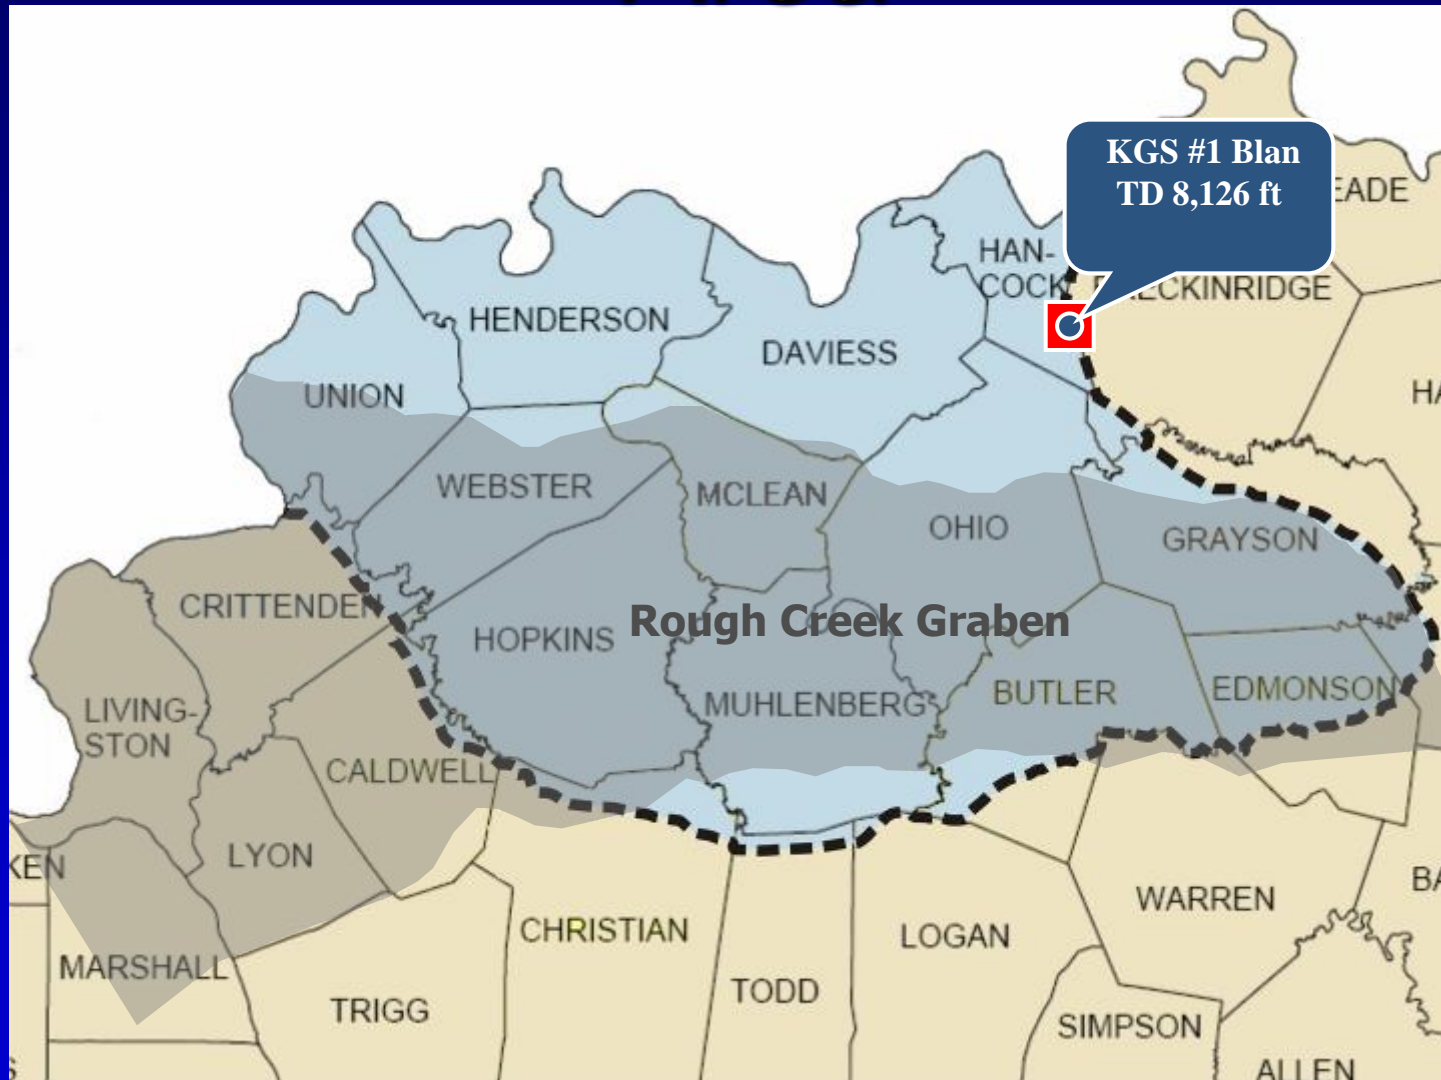 KGS #1 Blan
TD 8,126 ft
HAN-
COCK
HENDERSON
DAVIESS
UNION
WEBSTER
MCLEAN
OHIO
GRAYSON
CRITTENDEN
HOPKINS
Rough Creek Graben
LIVING-
STON
MUHLENBERG
BUTLER
EDMONSON
CALDWELL
LYON
WARREN
CHRISTIAN
LOGAN
MARSHALL
TODD
TRIGG
SIMPSON
ALLEN